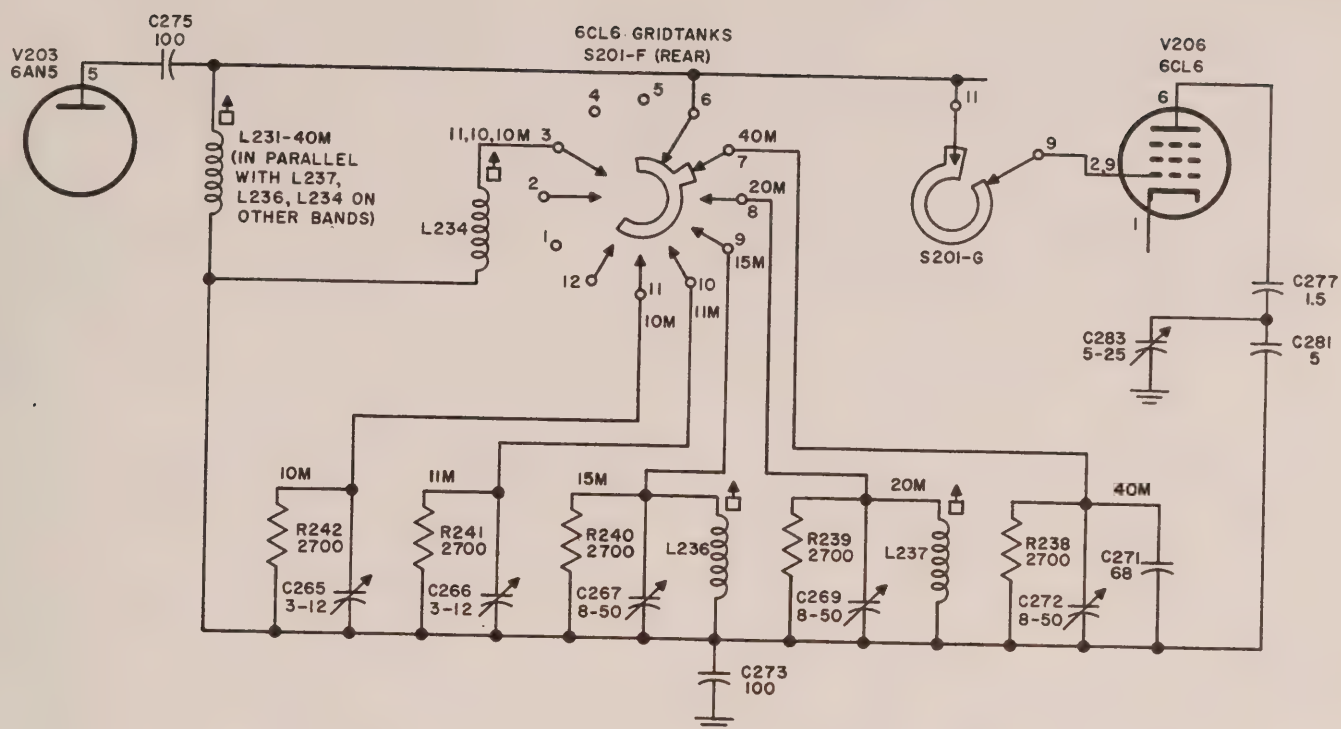 C275
100
V203
6AN5
5
6CL6 GRIDTANKS
S201-F (REAR)
V206
6CL6
6
4
5
6
11
L231-40M
(IN PARALLEL
WITH L237,
L236, L234 ON
OTHER BANDS)
11,10,10M 3
40M
7
9
2,9
2
20M
8
L234
1
1
9
15M
S201-G
12
11
10
10M
11M
C277
1.5
C283
5-25
C281
5
10M
11M
15M
20M
40M
R242
2700
R241
2700
R240
2700
L236
R239
2700
L237
R238
2700
C271
68
C265
3-12
C266
3-12
C267
8-50
C269
8-50
C272
8-50
C273
100